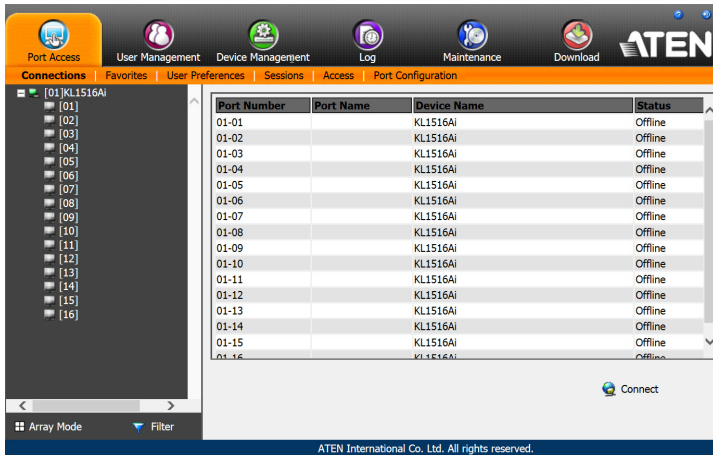 Port Access User Management Device Management Log Maintenance Download ATEN
Connections Favorites User Preferences Sessions Access Port Configuration
[01]KL1516Ai
[01]
[02]
[03]
[04]
[05]
[06]
[07]
[08]
[09]
[10]
[11]
[12]
[13]
[14]
[15]
[16]
Port Number Port Name Device Name Status
01-01 KL1516Ai Offline
01-02 KL1516Ai Offline
01-03 KL1516Ai Offline
01-04 KL1516Ai Offline
01-05 KL1516Ai Offline
01-06 KL1516Ai Offline
01-07 KL1516Ai Offline
01-08 KL1516Ai Offline
01-09 KL1516Ai Offline
01-10 KL1516Ai Offline
01-11 KL1516Ai Offline
01-12 KL1516Ai Offline
01-13 KL1516Ai Offline
01-14 KL1516Ai Offline
01-15 KL1516Ai Offline
01-16 KL1516Ai Offline
Connect
Array Mode Filter
ATEN International Co. Ltd. All rights reserved.